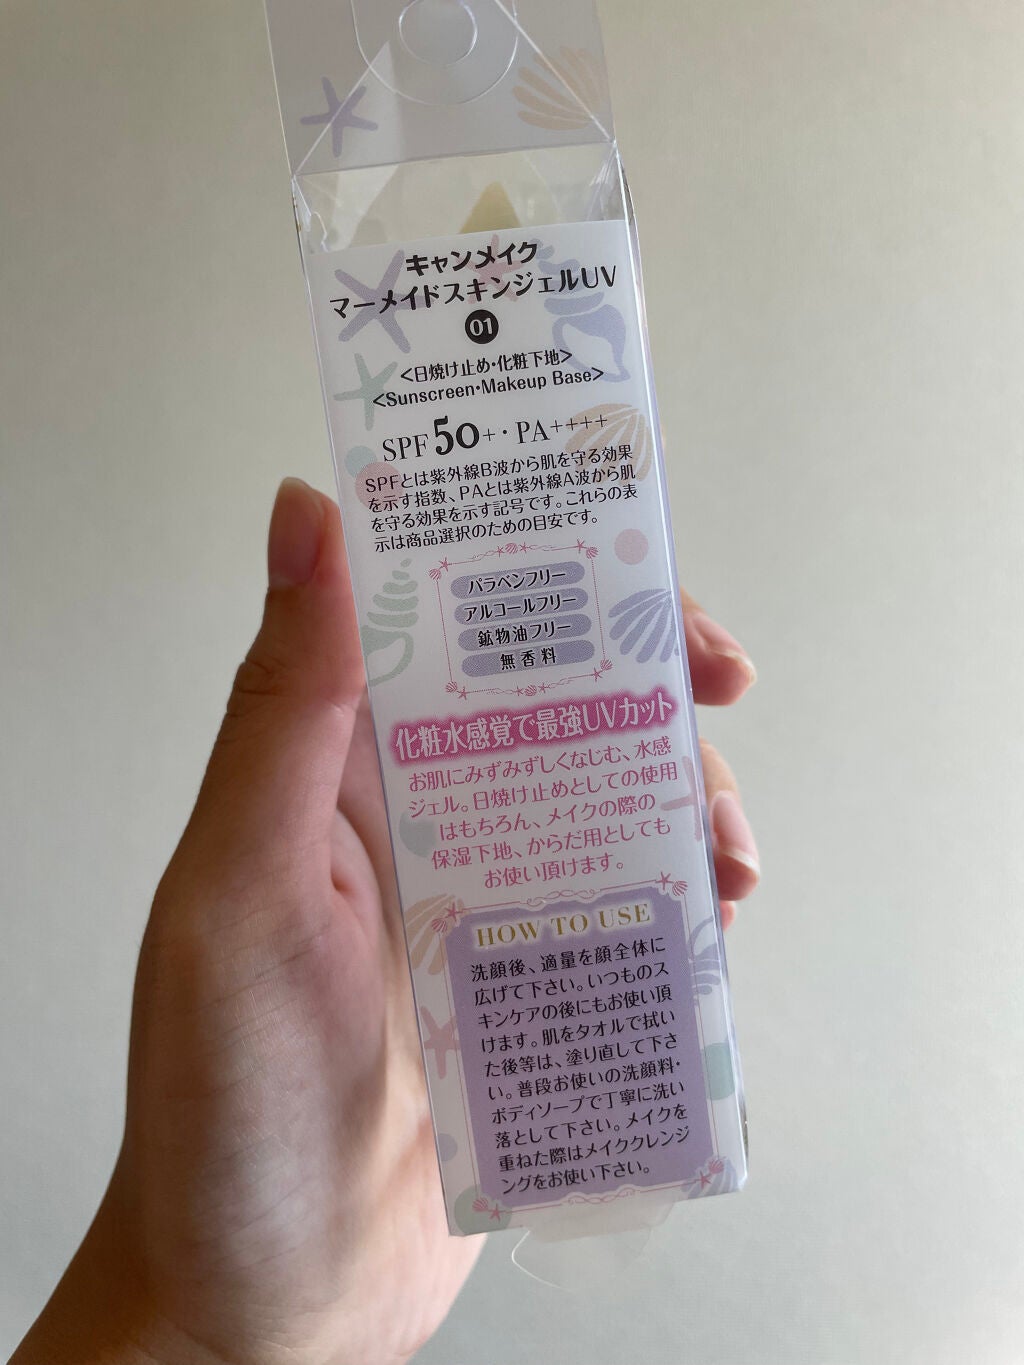 キャンメイク
マーメイドスキンジェルUV
01
<日焼け止め・化粧下地>
<Sunscreen・Makeup Base>
SPF 50+・PA++++
SPFとは紫外線B波から肌を守る効果
を示す指数、PAとは紫外線A波から肌
を守る効果を示す記号です。これらの表
示は商品選択のための目安です。
パラベンフリー
アルコールフリー
鉱物油フリー
無香料
化粧水感覚で最強UVカット
お肌にみずみずしくなじむ、水感
ジェル。日焼け止めとしての使用
はもちろん、メイクの際の
保湿下地、からだ用としても
お使い頂けます。
HOW TO USE
洗顔後、適量を顔全体に
広げて下さい。いつものス
キンケアの後にもお使い頂
けます。肌をタオルで拭い
た後等は、塗り直して下さ
い。普段お使いの洗顔料・
ボディソープで丁寧に洗い
落として下さい。メイクを
重ねた際はメイククレンジ
ングをお使い下さい。